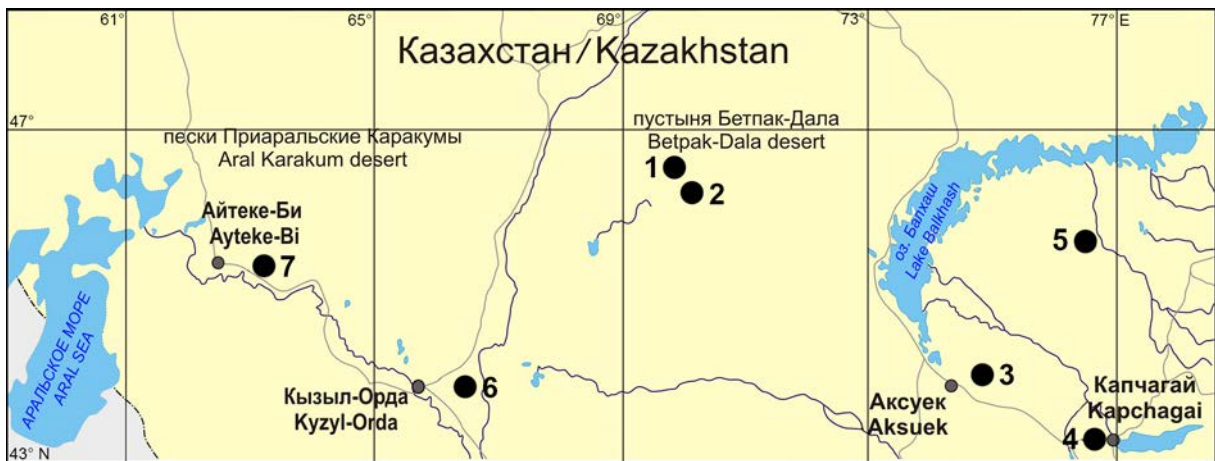 61°
65°
69°
73°
77° E
Казахстан/Kazakhstan
47°
пески Приаральские Каракумы
Aral Karakum desert
пустыня Бетпак-Дала
Betpak-Dala desert
1
2
Айтеке-Би
Ayteke-Bi
7
оз. Балхаш
Lake Balkhash
5
АРАЛЬСКОЕ МОРЕ
ARAL SEA
Кызыл-Орда
Kyzyl-Orda
6
3
Аксуек
Aksuek
Капчагай
Kapchagai
4
43° N